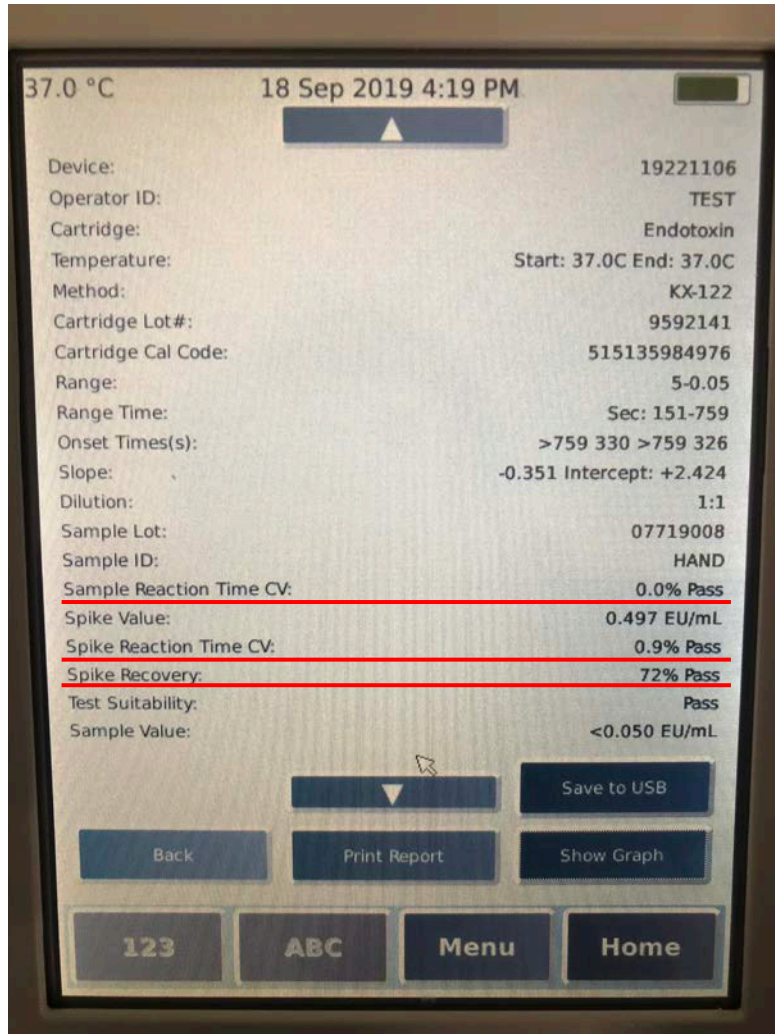 37.0 °C 18 Sep 2019 4:19 PM
Device: 19221106
Operator ID: TEST
Cartridge: Endotoxin
Temperature: Start: 37.0C End: 37.0C
Method: KX-122
Cartridge Lot#: 9592141
Cartridge Cal Code: 515135984976
Range: 5-0.05
Range Time: Sec: 151-759
Onset Times(s): >759 330 >759 326
Slope: -0.351 Intercept: +2.424
Dilution: 1:1
Sample Lot: 07719008
Sample ID: HAND
Sample Reaction Time CV: 0.0% Pass
Spike Value: 0.497 EU/mL
Spike Reaction Time CV: 0.9% Pass
Spike Recovery: 72% Pass
Test Suitability: Pass
Sample Value: <0.050 EU/mL
Save to USB
Back Print Report Show Graph
123 ABC Menu Home